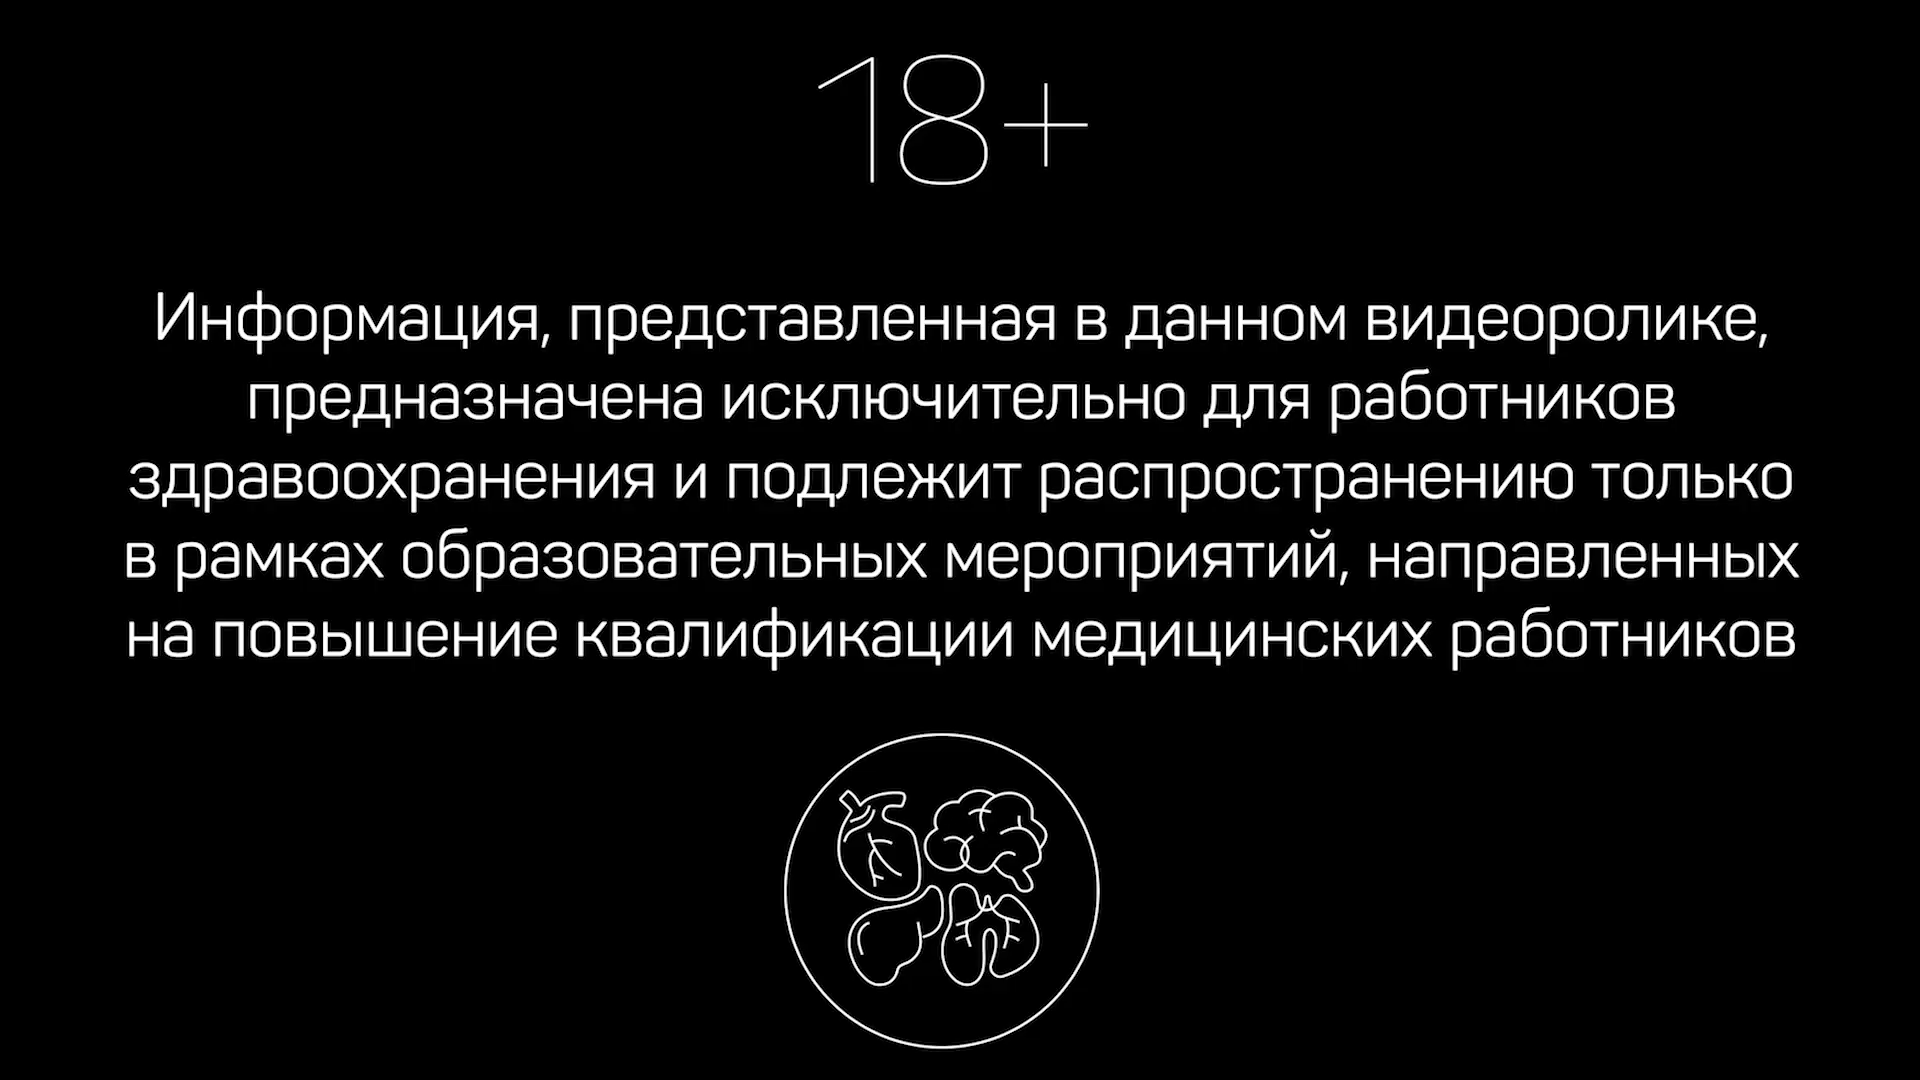 18+
Информация, представленная в данном видеоролике,
предназначена исключительно для работников
здравоохранения и подлежит распространению только
в рамках образовательных мероприятий, направленных
на повышение квалификации медицинских работников